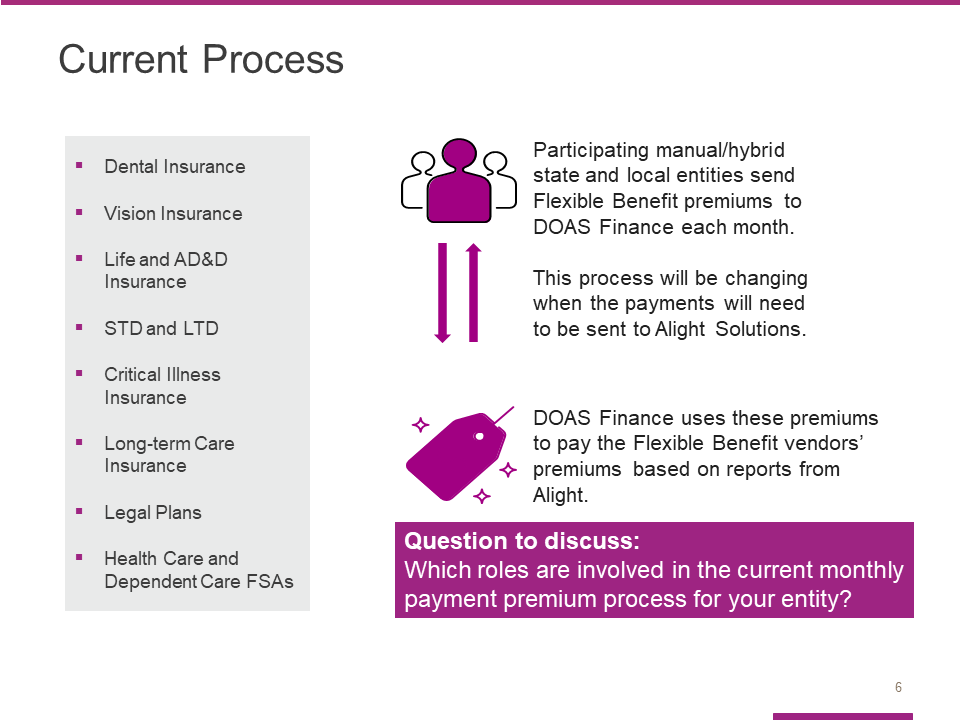 Current Process
▪ Dental Insurance
▪ Vision Insurance
▪ Life and AD&D
Insurance
▪ STD and LTD
▪ Critical Illness
Insurance
▪ Long-term Care
Insurance
▪ Legal Plans
▪ Health Care and
Dependent Care FSAs
Participating manual/hybrid
state and local entities send
Flexible Benefit premiums to
DOAS Finance each month.
This process will be changing
when the payments will need
to be sent to Alight Solutions.
DOAS Finance uses these premiums
to pay the Flexible Benefit vendors’
premiums based on reports from
Alight.
Question to discuss:
Which roles are involved in the current monthly
payment premium process for your entity?
6